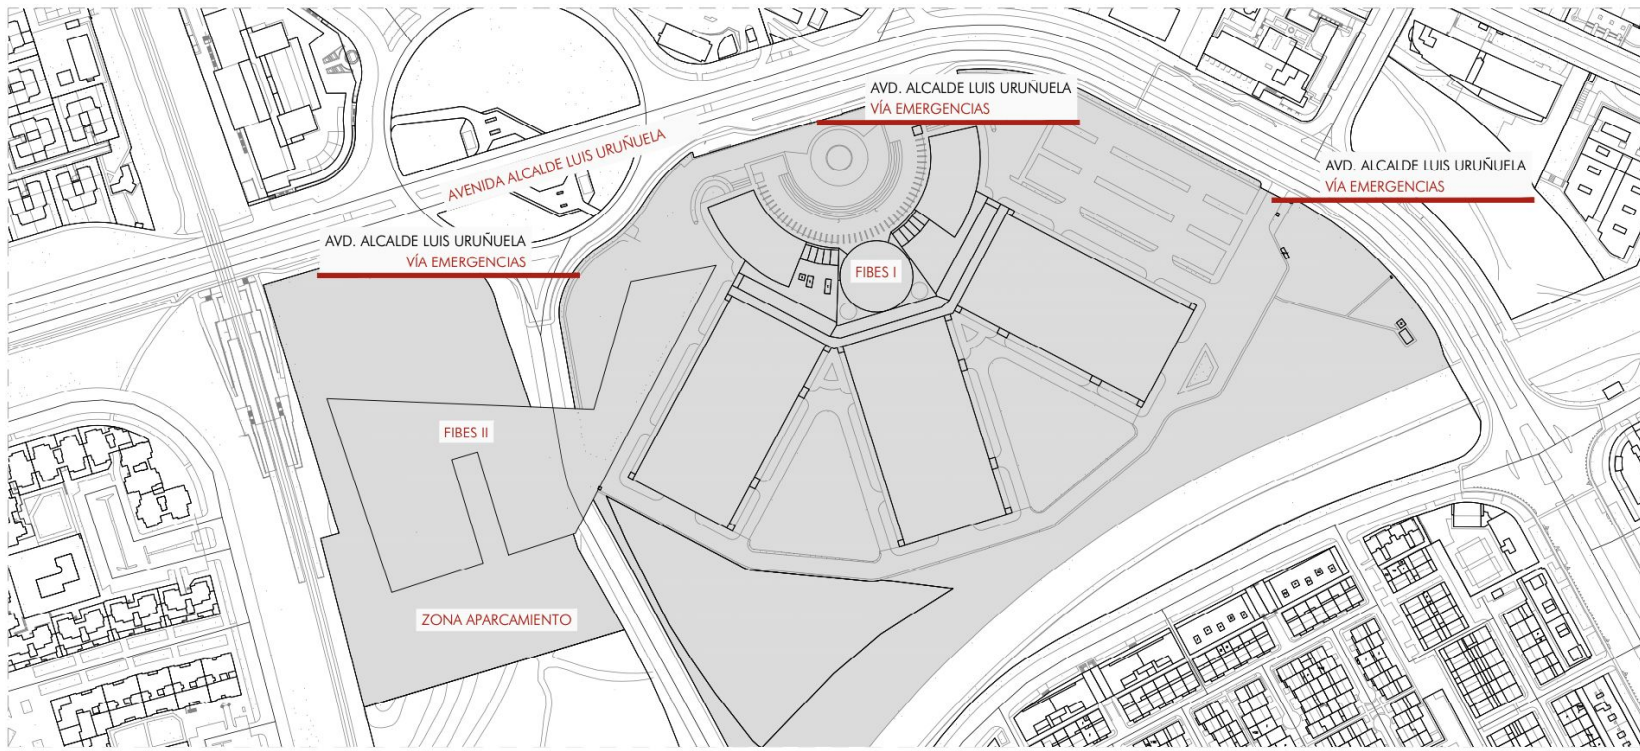 AVD. ALCALDE LUIS URUÑUELA
VÍA EMERGENCIAS
AVENIDA ALCALDE LUIS URUÑUELA
AVD. ALCALDE LUIS URUÑUELA
VÍA EMERGENCIAS
AVD. ALCALDE LUIS URUÑUELA
VÍA EMERGENCIAS
FIBES I
FIBES II
ZONA APARCAMIENTO